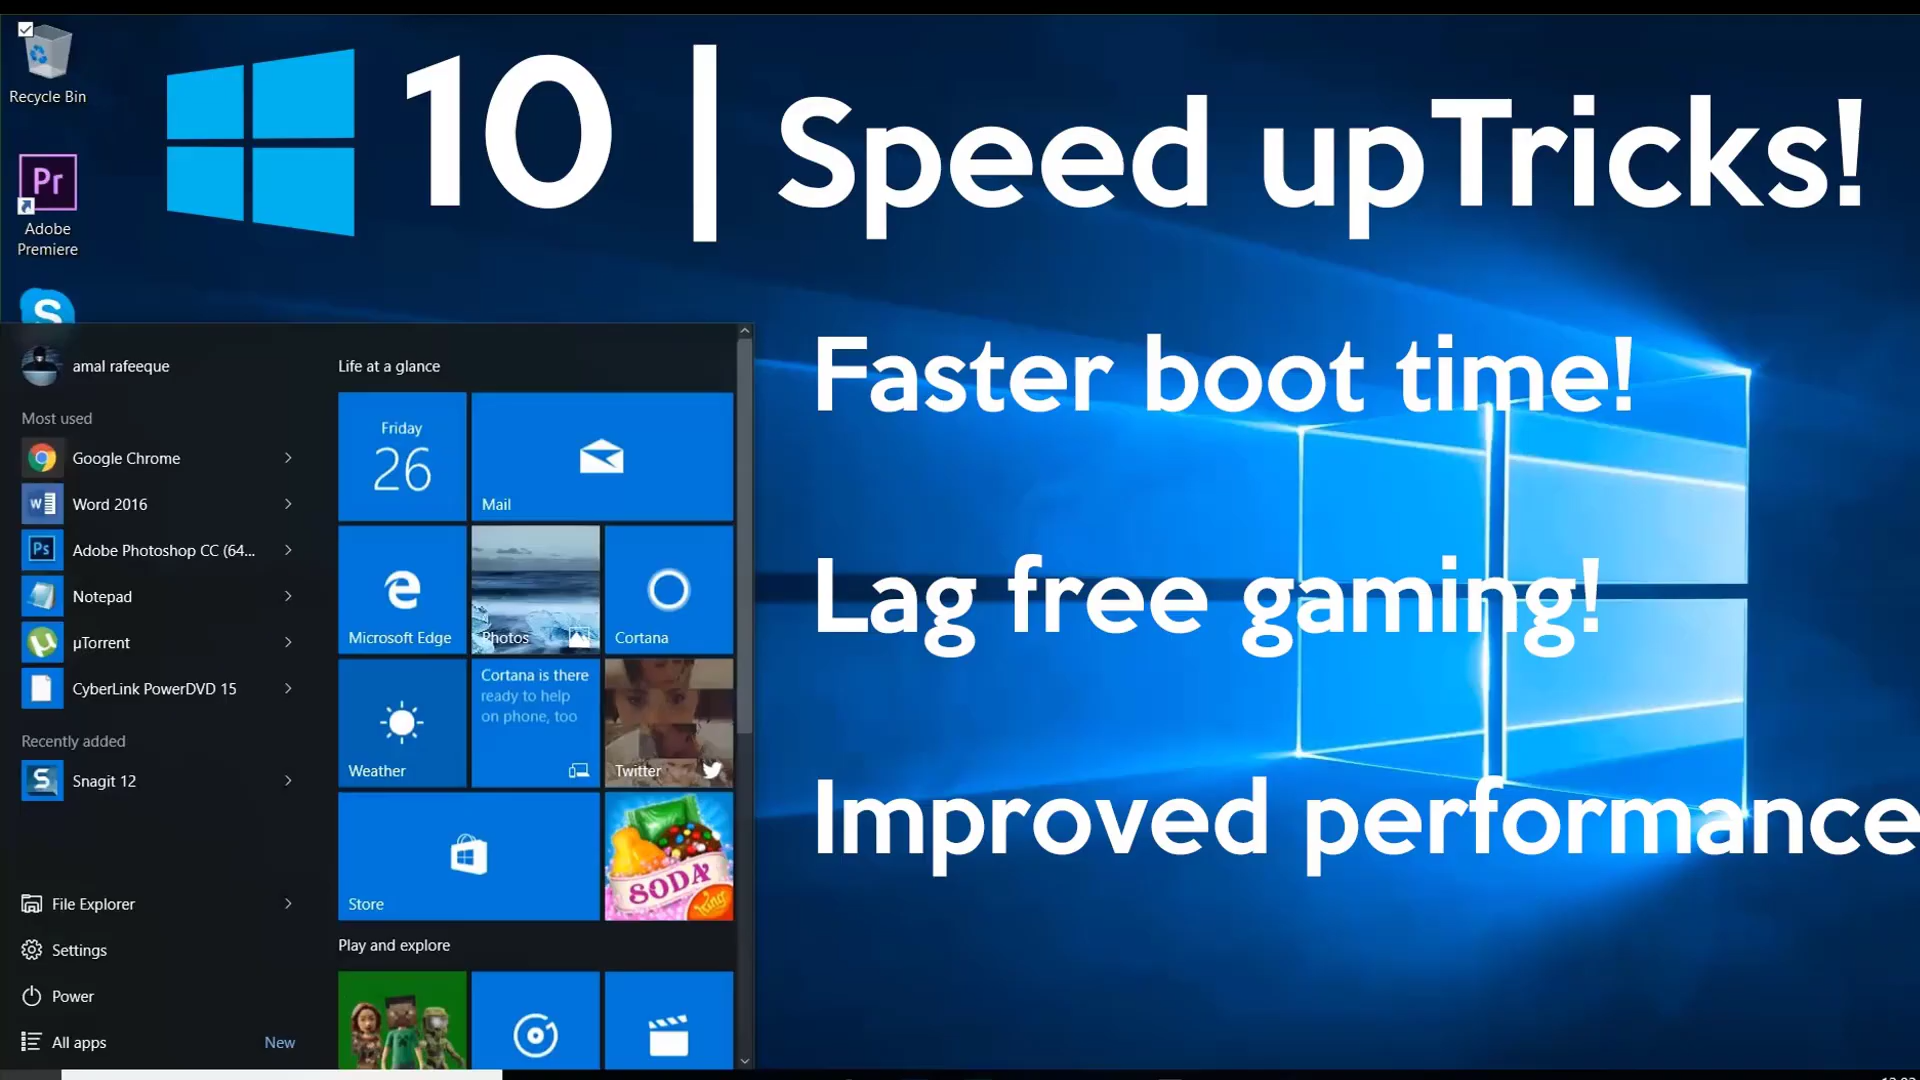 Recycle Bin
10 | Speed upTricks!
Pr
Adobe
Premiere
S
amal rafeeque
Life at a glance
Faster boot time!
Most used
Friday
26
Mail
Google Chrome
Word 2016
Ps
Adobe Photoshop CC (64...
Notepad
µTorrent
CyberLink PowerDVD 15
Microsoft Edge
Photos
Cortana
Lag free gaming!
Cortana is there
ready to help
on phone, too
Weather
Twitter
Recently added
Snagit 12
Improved performance
Store
SODA
King
File Explorer
Settings
Power
All apps
New
Play and explore